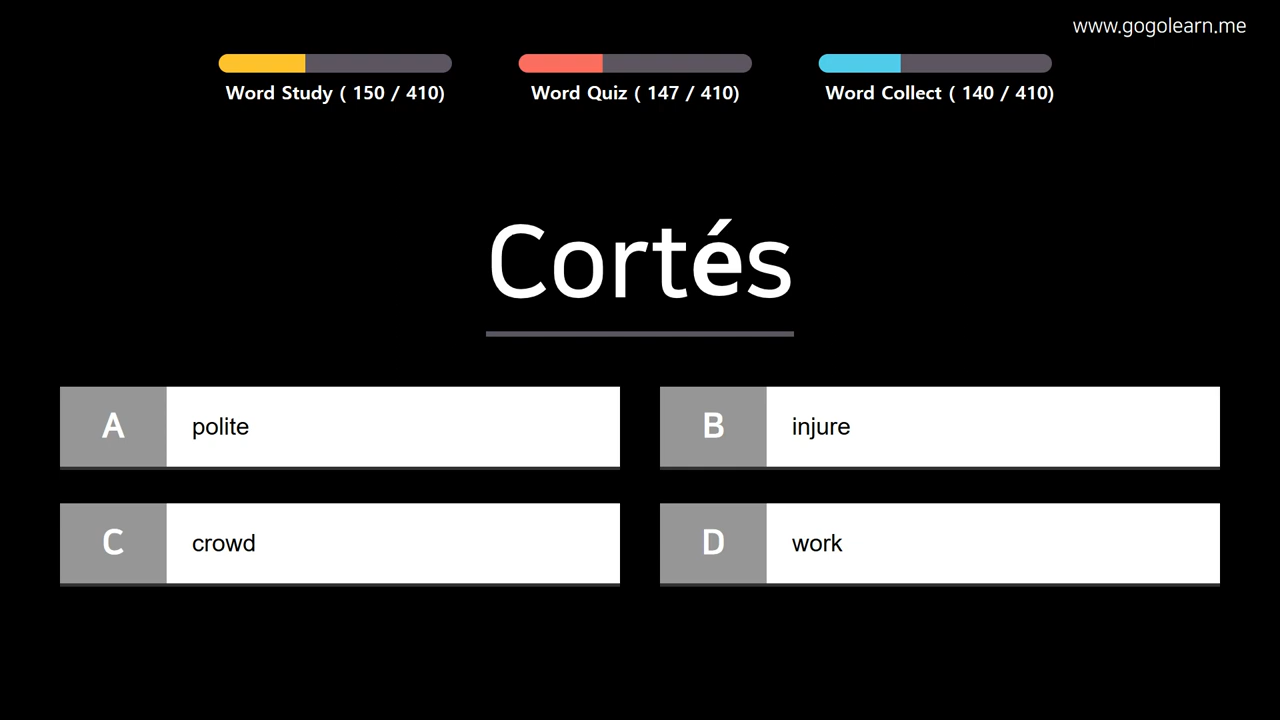 www.gogolearn.me
Word Study ( 150 / 410)
Word Quiz ( 147 / 410)
Word Collect ( 140 / 410)
Cortés
A polite
B injure
C crowd
D work